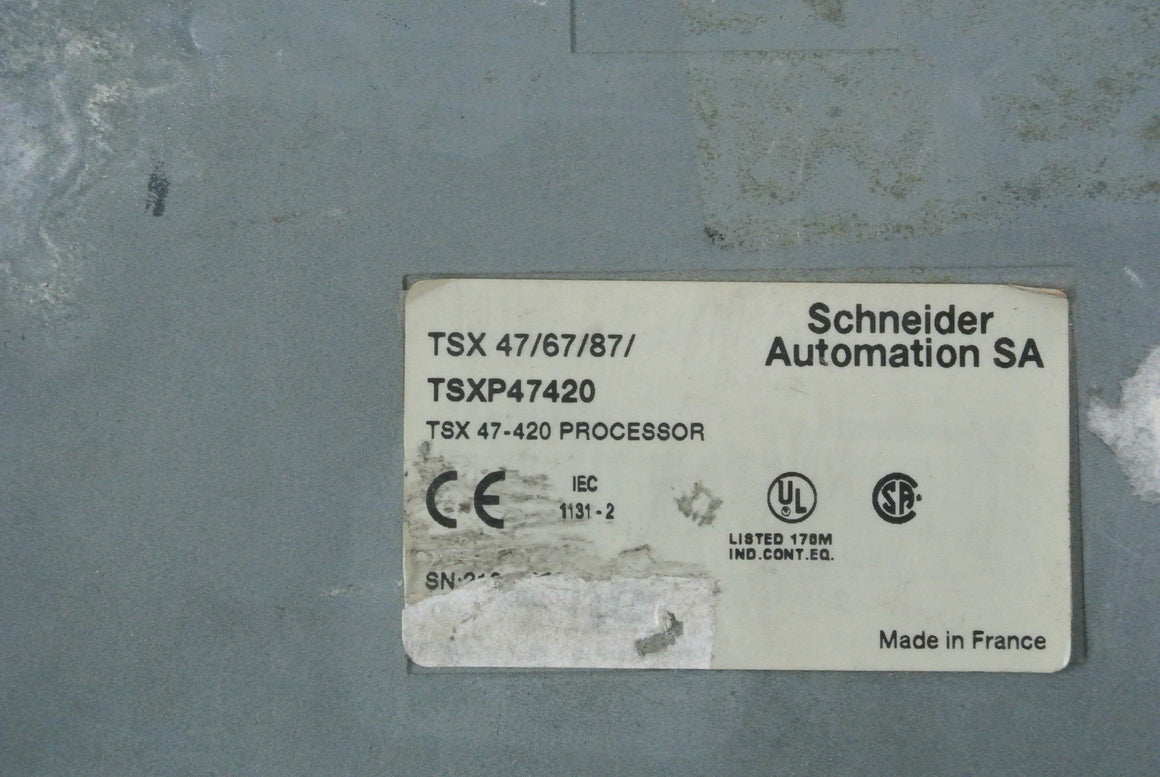 Schneider
Automation SA
TSX 47/67/87/
TSXP47420
TSX 47-420 PROCESSOR
CE
IEC
1131-2
UL
SA
LISTED 170M
IND.CONT.EQ.
SN:
Made in France